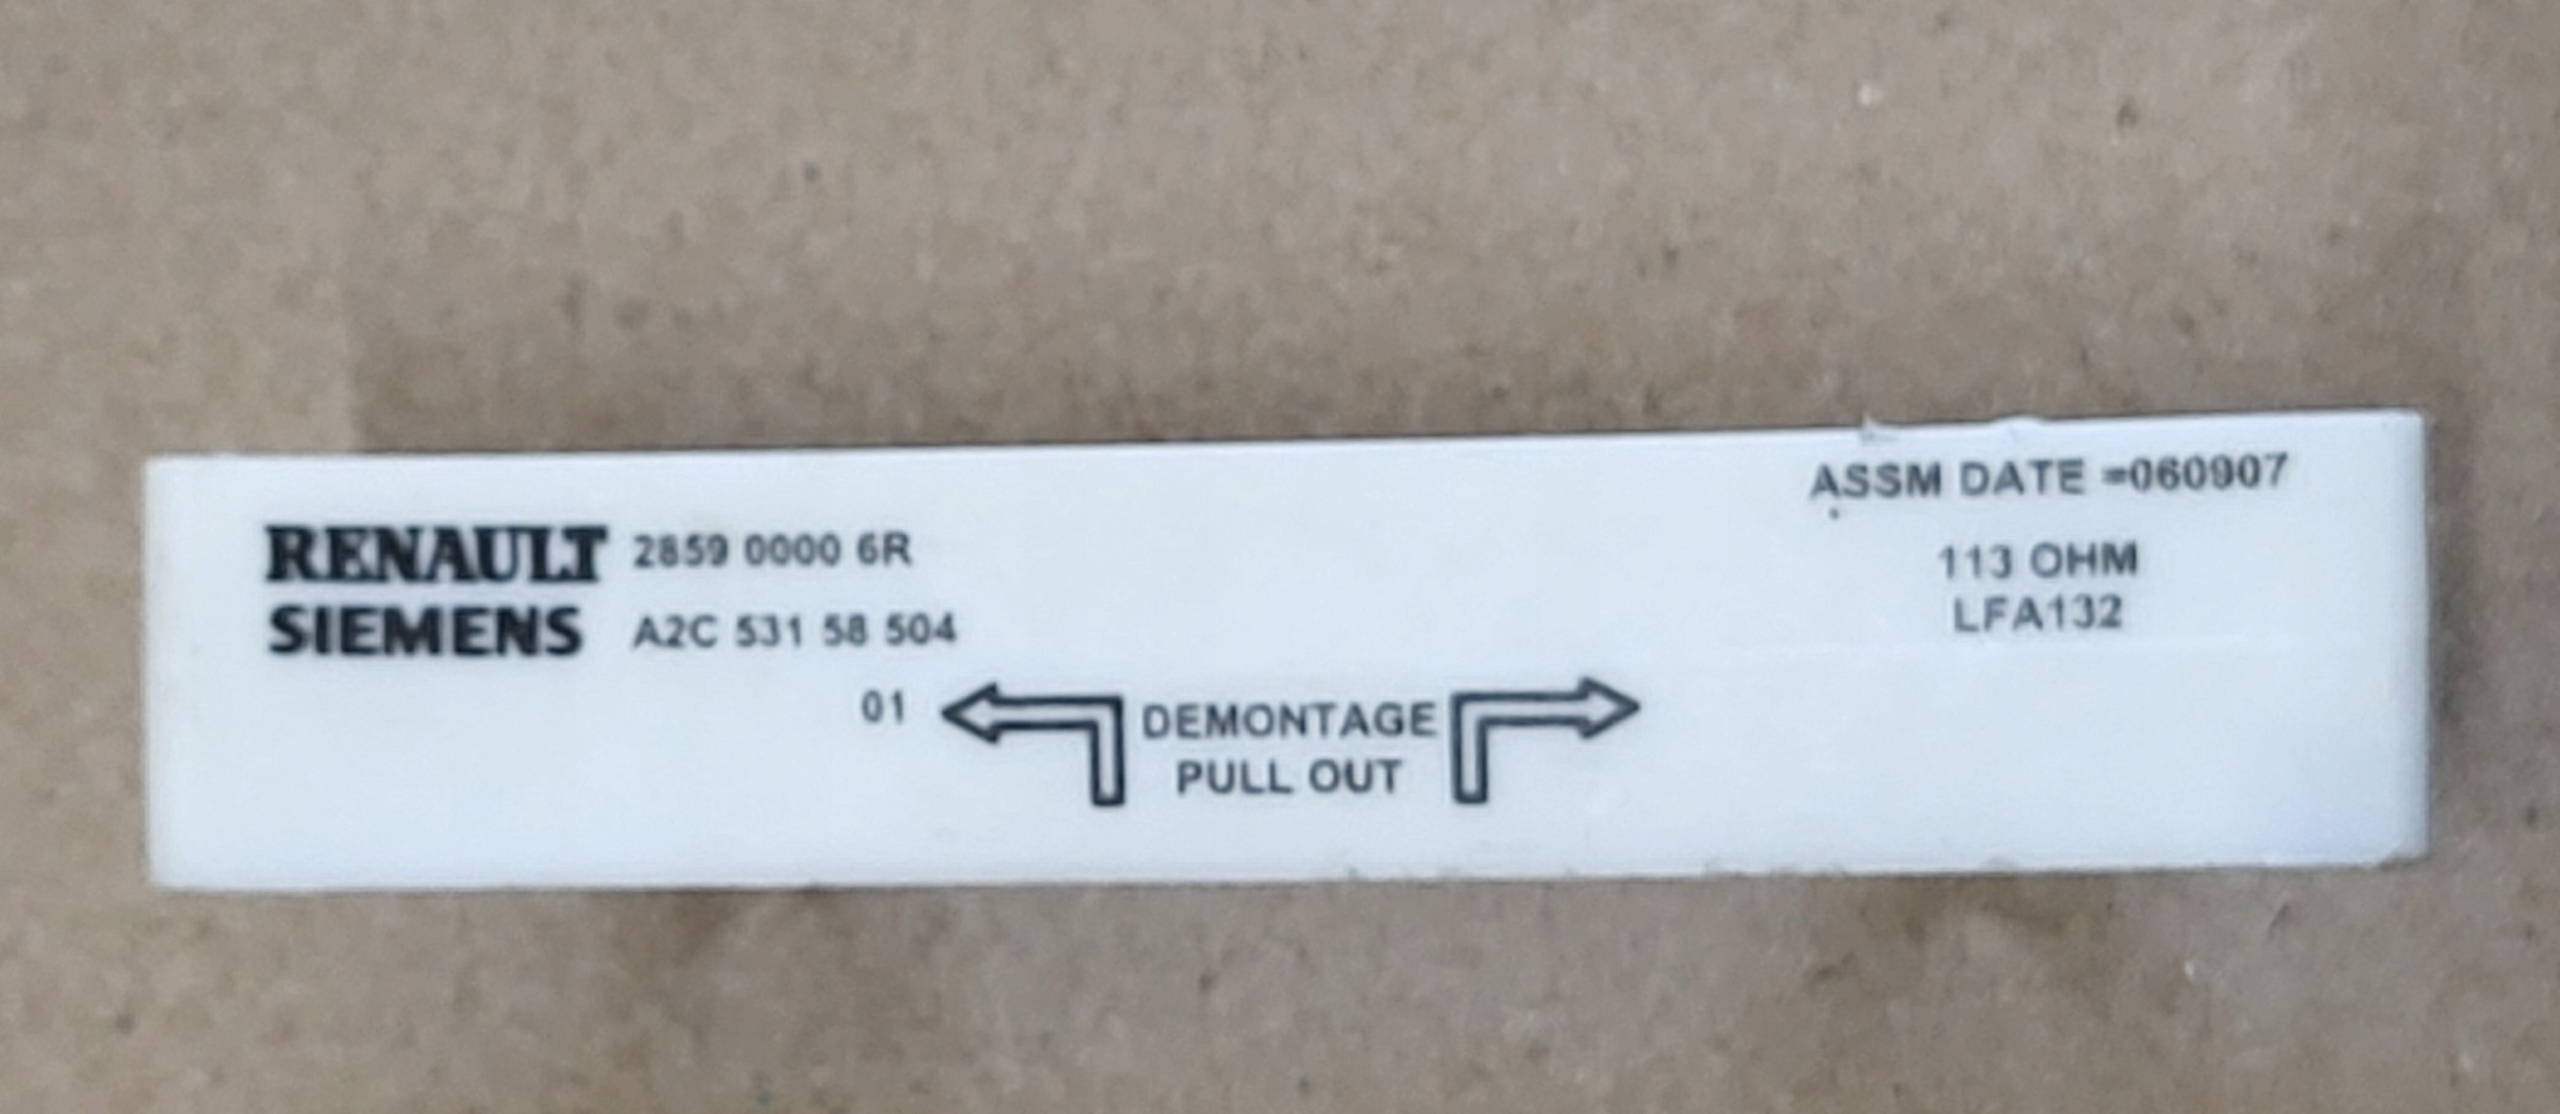 RENAULT 2859 0000 6R
SIEMENS A2C 531 58 504
01
DEMONTAGE
PULL OUT
ASSM DATE =060907
113 OHM
LFA132